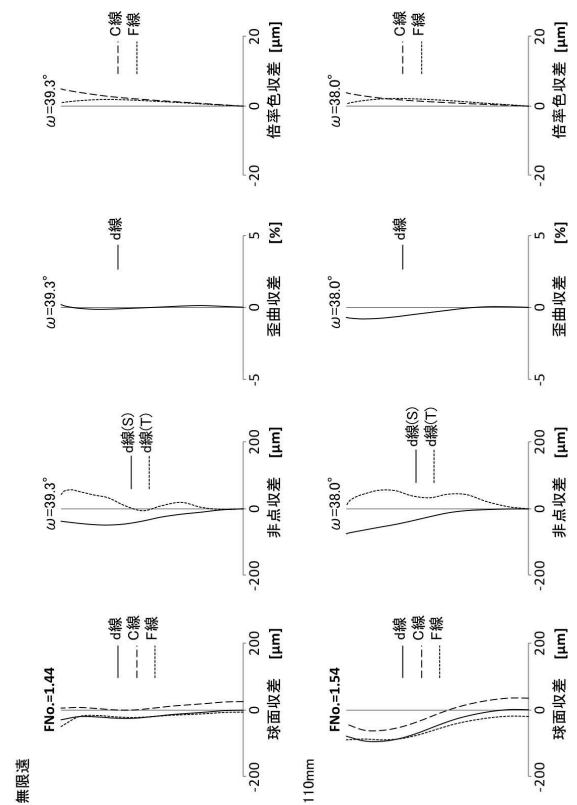 無限遠
FNo.=1.44
d線
C線
F線
-200 0 200
球面収差 [μm]
ω=39.3°
d線(S)
d線(T)
-200 0 200
非点収差 [μm]
ω=39.3°
d線
-5 0 5
歪曲収差 [%]
ω=39.3°
C線
F線
-20 0 20
倍率色収差 [μm]
110mm
FNo.=1.54
d線
C線
F線
-200 0 200
球面収差 [μm]
ω=38.0°
d線(S)
d線(T)
-200 0 200
非点収差 [μm]
ω=38.0°
d線
-5 0 5
歪曲収差 [%]
ω=38.0°
C線
F線
-20 0 20
倍率色収差 [μm]